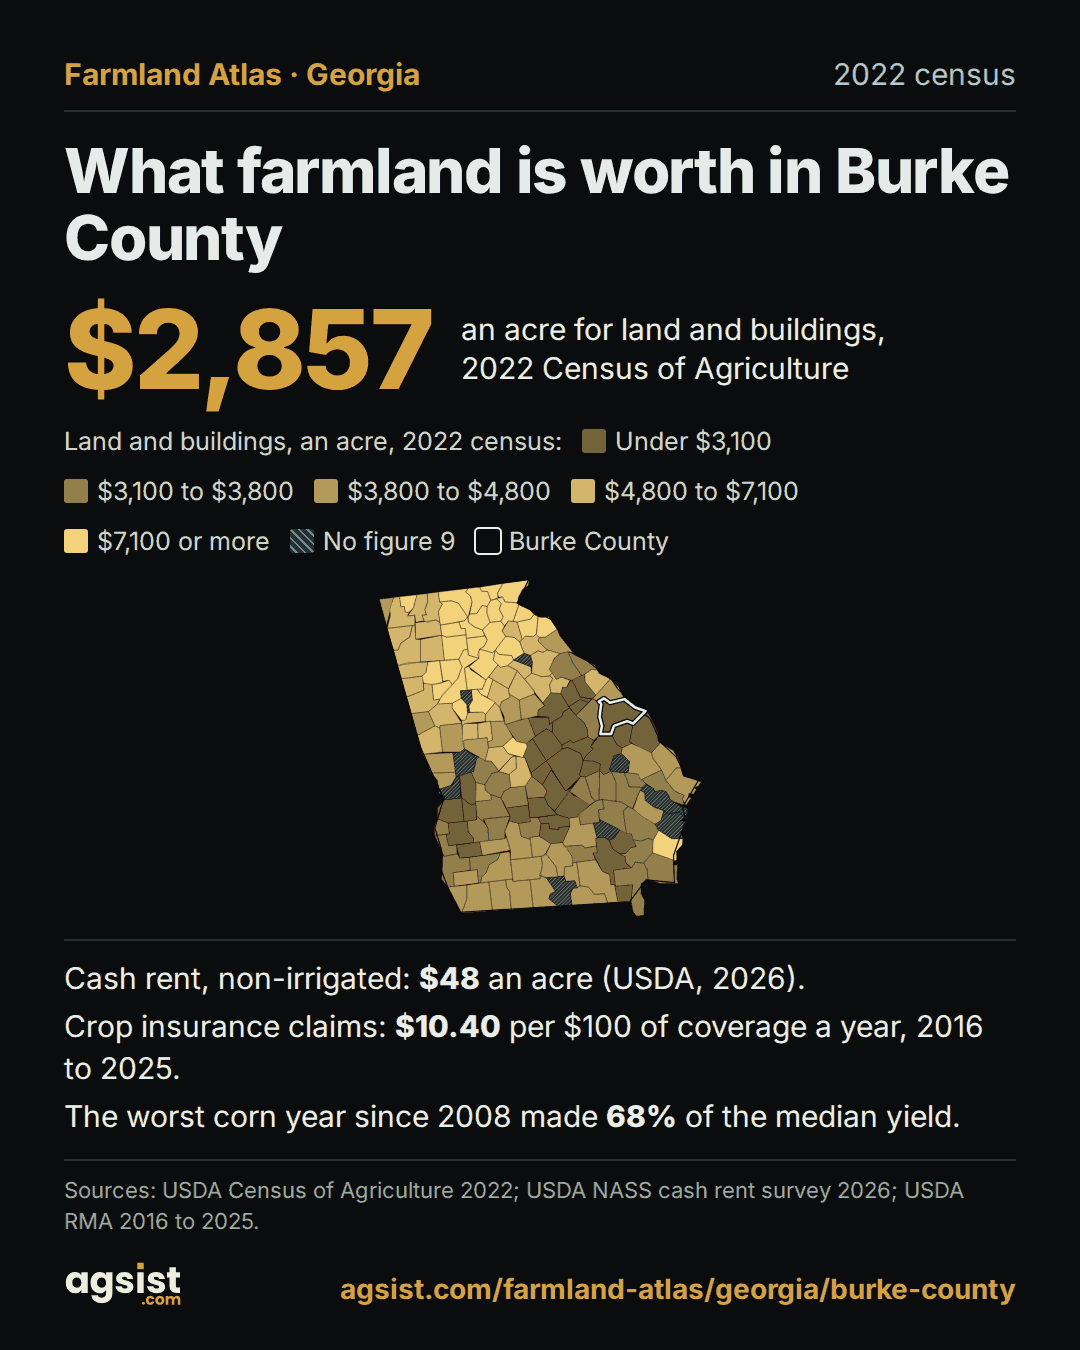 Farmland Atlas · Georgia
2022 census
What farmland is worth in Burke
County
$2,857
an acre for land and buildings,
2022 Census of Agriculture
Land and buildings, an acre, 2022 census: Under $3,100
$3,100 to $3,800 $3,800 to $4,800 $4,800 to $7,100
$7,100 or more No figure 9 Burke County
Cash rent, non-irrigated: $48 an acre (USDA, 2026).
Crop insurance claims: $10.40 per $100 of coverage a year, 2016
to 2025.
The worst corn year since 2008 made 68% of the median yield.
Sources: USDA Census of Agriculture 2022; USDA NASS cash rent survey 2026; USDA
RMA 2016 to 2025.
agsist
.com
agsist.com/farmland-atlas/georgia/burke-county